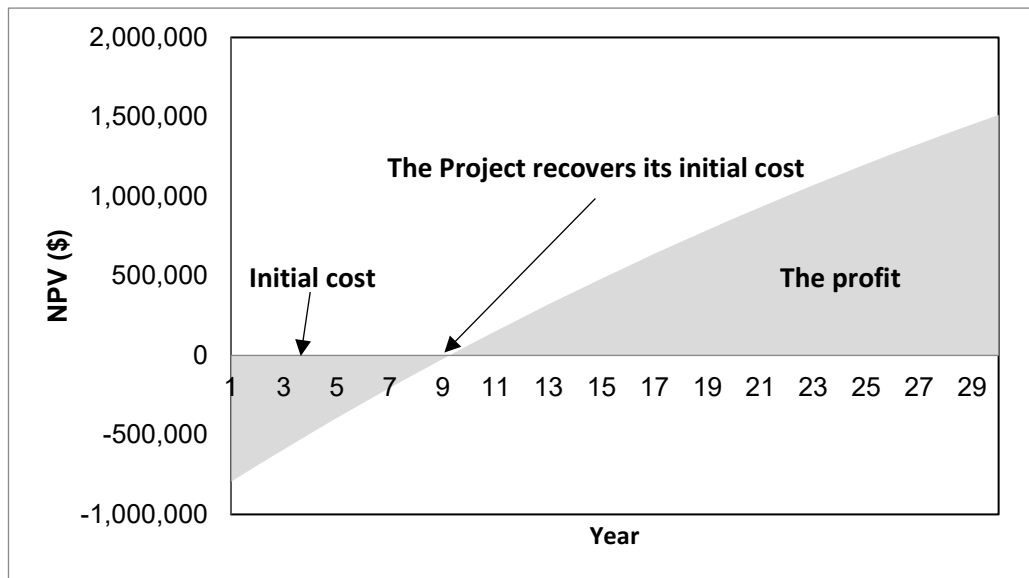 2,000,000
1,500,000
The Project recovers its initial cost
1,000,000
NPV ($)
500,000
Initial cost
The profit
0
1 3 5 7 9 11 13 15 17 19 21 23 25 27 29
-500,000
-1,000,000
Year